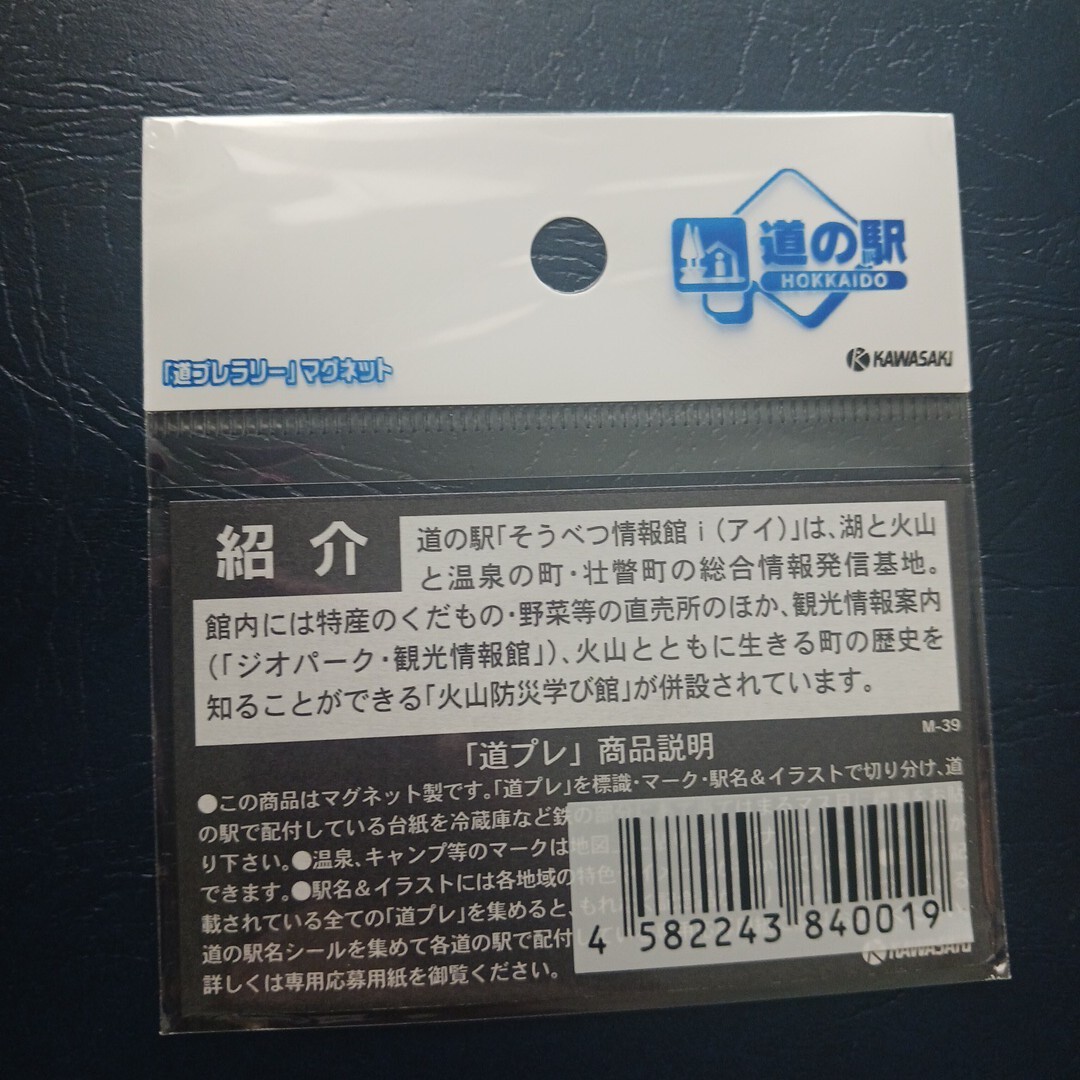 道の駅
HOKKAIDO
「道プレラリー」マグネット
KAWASAKI
紹介
道の駅「そうべつ情報館ｉ（アイ）」は、湖と火山
と温泉の町・壮瞥町の総合情報発信基地。
館内には特産のくだもの・野菜等の直売所のほか、観光情報案内
（「ジオパーク・観光情報館」）、火山とともに生きる町の歴史を
知ることができる「火山防災学び館」が併設されています。
M-39
「道プレ」商品説明
●この商品はマグネット製です。「道プレ」を標識・マーク・駅名＆イラストで切り分け、道
の駅で配付している台紙を冷蔵庫など鉄の
り下さい。●温泉、キャンプ等のマークは地図
できます。●駅名＆イラストには各地域の特色
載されている全ての「道プレ」を集めると、もれ
道の駅名シールを集めて各道の駅で配付し
詳しくは専用応募用紙を御覧ください。
4 582243 840019
KAWASAKI